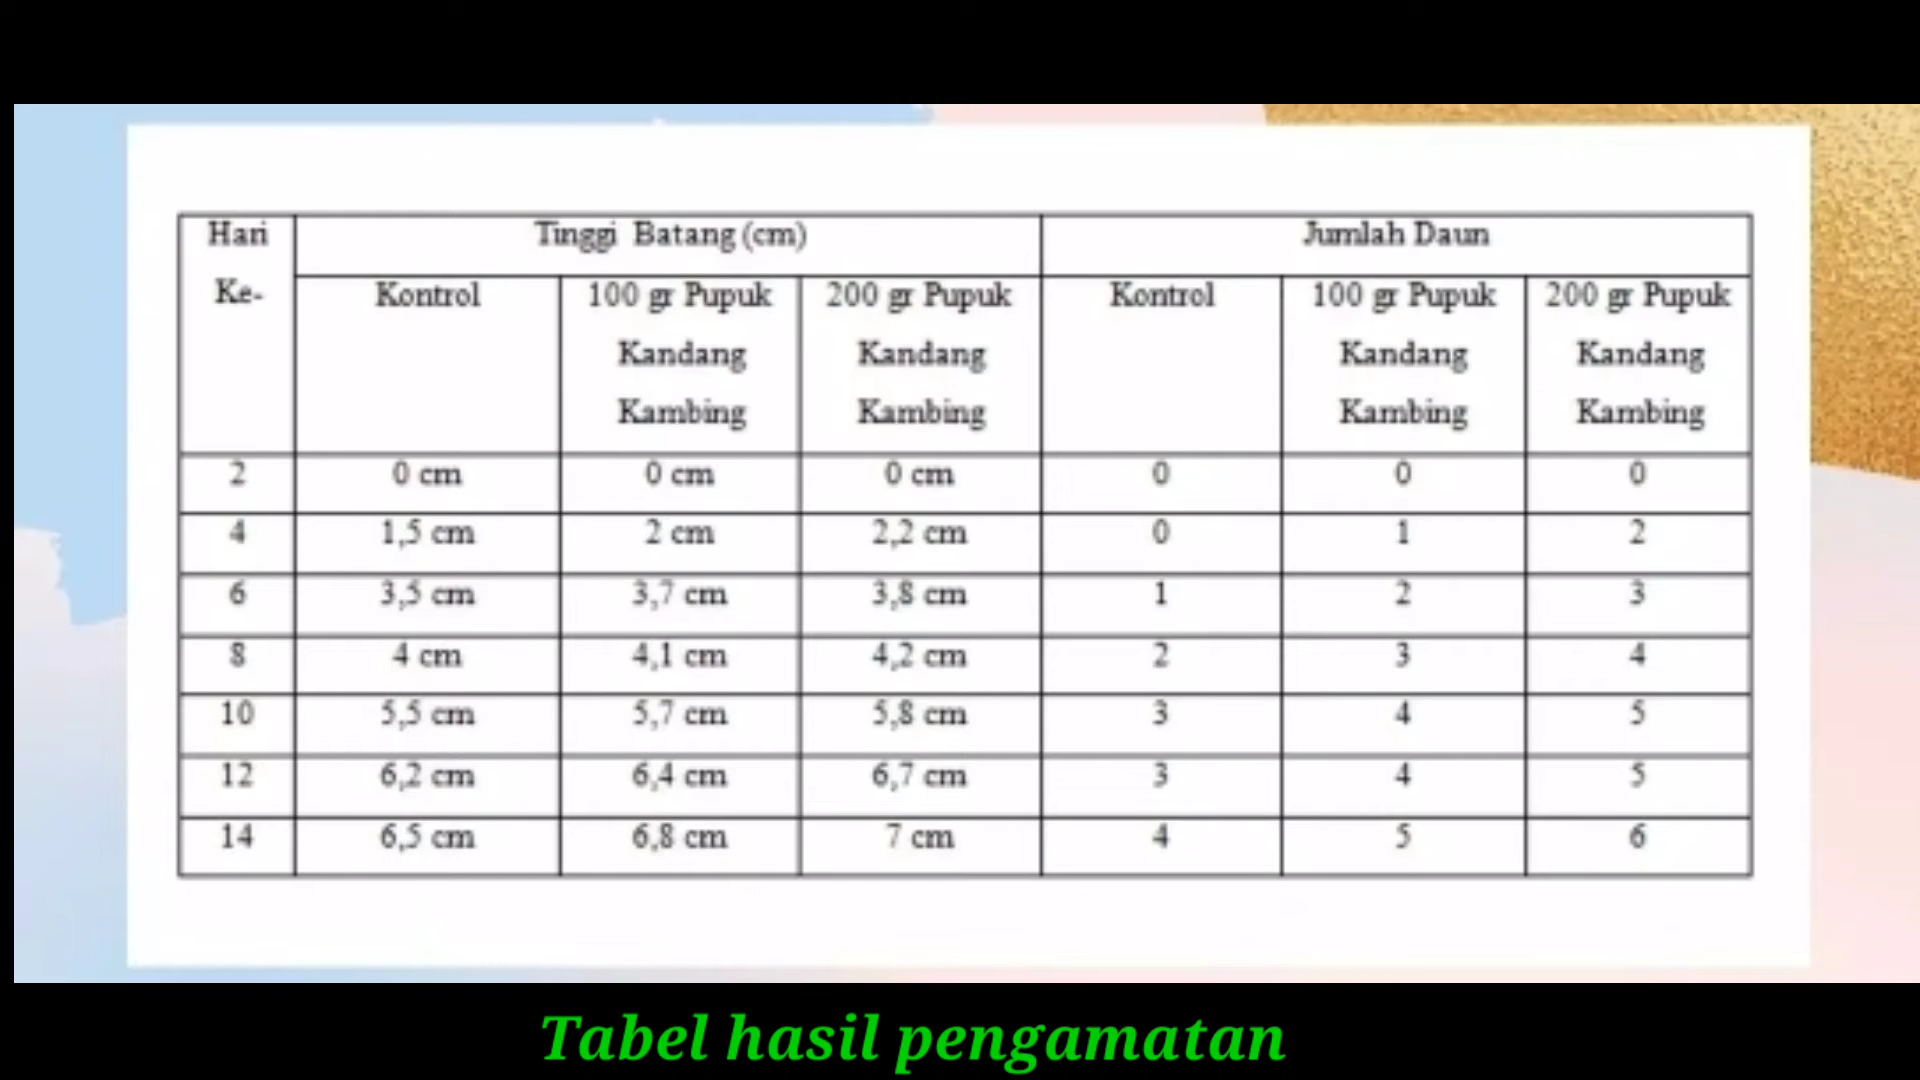 Hari Tinggi Batang (cm) Jumlah Daun
Ke- Kontrol 100 gr Pupuk 200 gr Pupuk Kontrol 100 gr Pupuk 200 gr Pupuk
Kandang Kandang Kandang Kandang
Kambing Kambing Kambing Kambing
2 0 cm 0 cm 0 cm 0 0 0
4 1,5 cm 2 cm 2,2 cm 0 1 2
6 3,5 cm 3,7 cm 3,8 cm 1 2 3
8 4 cm 4,1 cm 4,2 cm 2 3 4
10 5,5 cm 5,7 cm 5,8 cm 3 4 5
12 6,2 cm 6,4 cm 6,7 cm 3 4 5
14 6,5 cm 6,8 cm 7 cm 4 5 6
Tabel hasil pengamatan